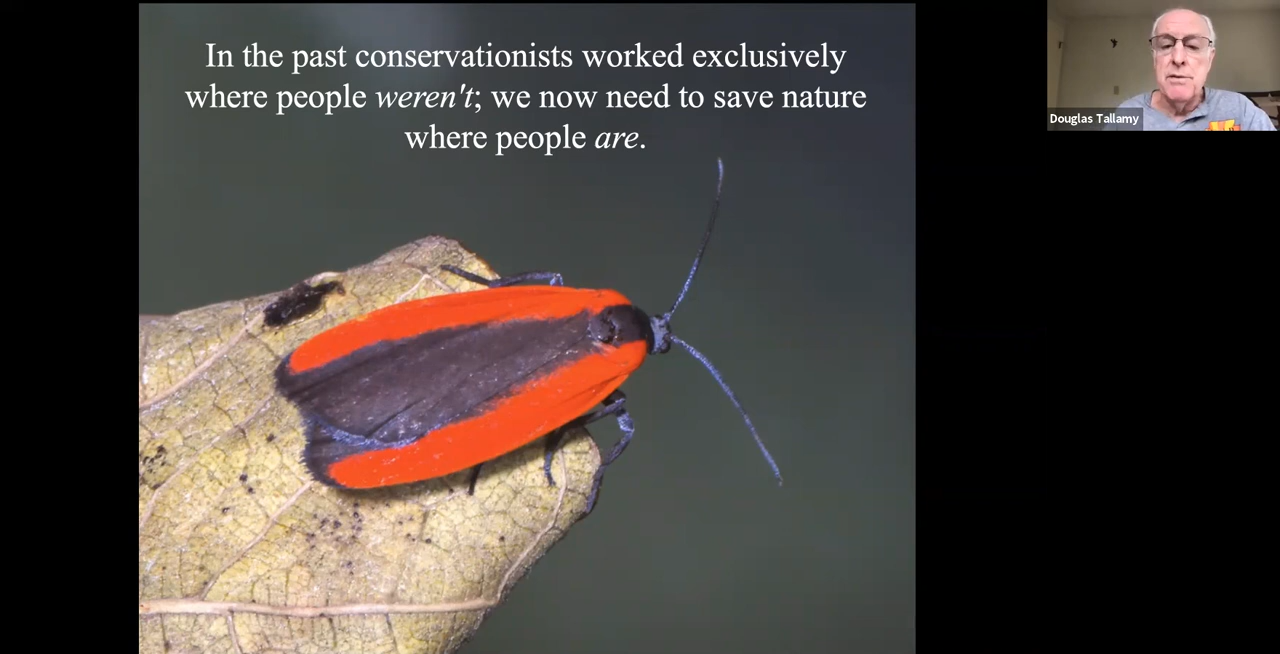 In the past conservationists worked exclusively
where people weren't; we now need to save nature
where people are.
Douglas Tallamy